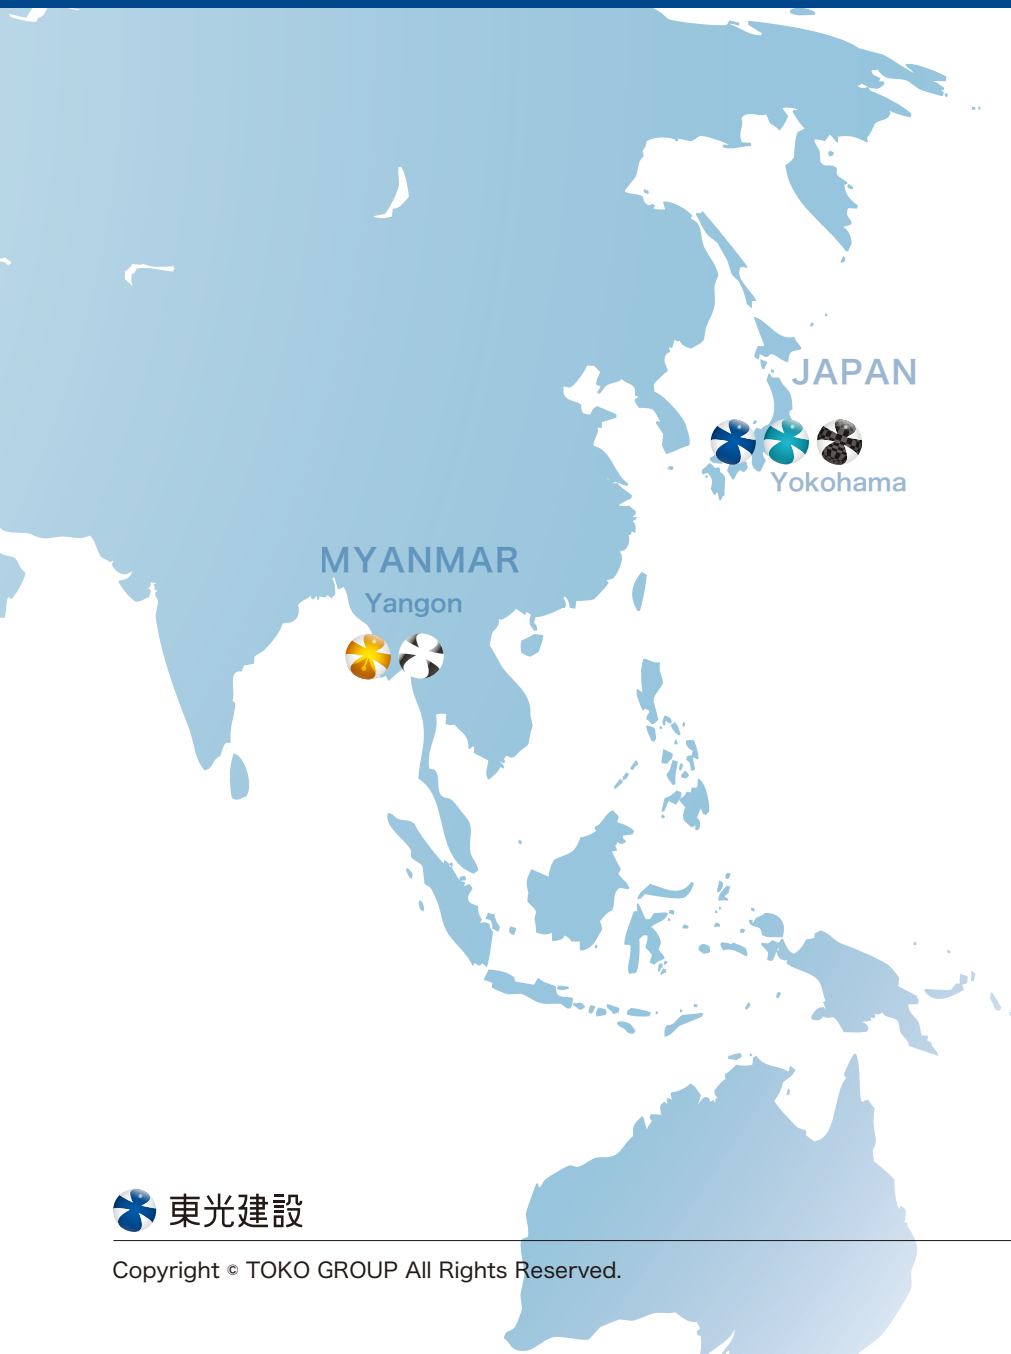 JAPAN
Yokohama
MYANMAR
Yangon
東光建設
Copyright © TOKO GROUP All Rights Reserved.